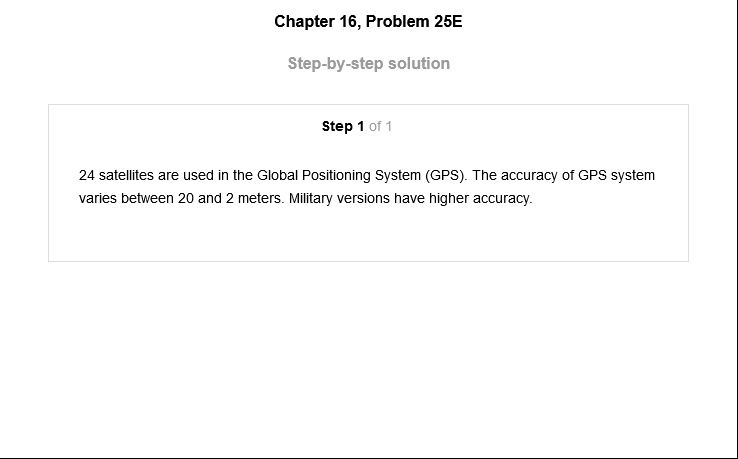 Chapter 16, Problem 25E
Step-by-step solution
Step 1 of 1
24 satellites are used in the Global Positioning System (GPS). The accuracy of GPS system
varies between 20 and 2 meters. Military versions have higher accuracy.